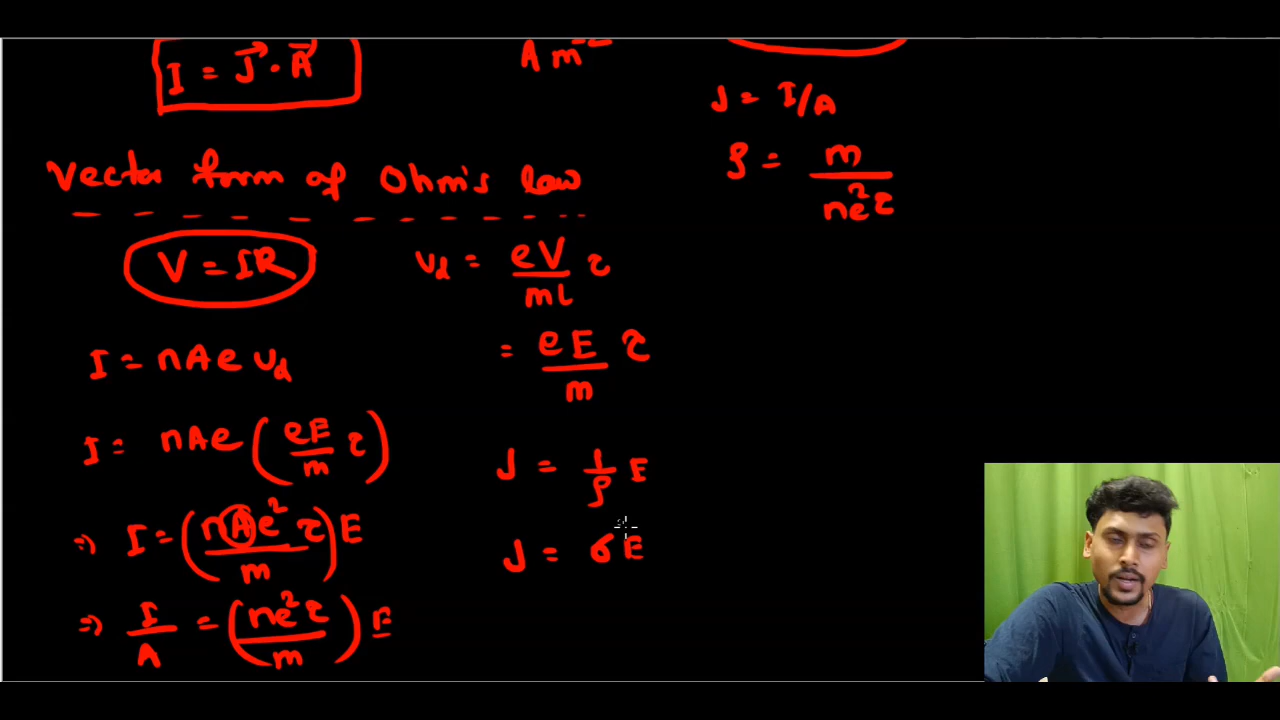 I = J⃗ · A⃗
A m⁻²
J = I/A
ρ = m / ne²τ
Vector form of Ohm's law
V = IR
v_d = eV / ml τ
= eE / m τ
I = nAe v_d
I = nAe ( eE / m τ )
⇒ I = ( nAe²τ / m ) E
⇒ I / A = ( ne²τ / m ) E
J = 1 / ρ E
J = σE